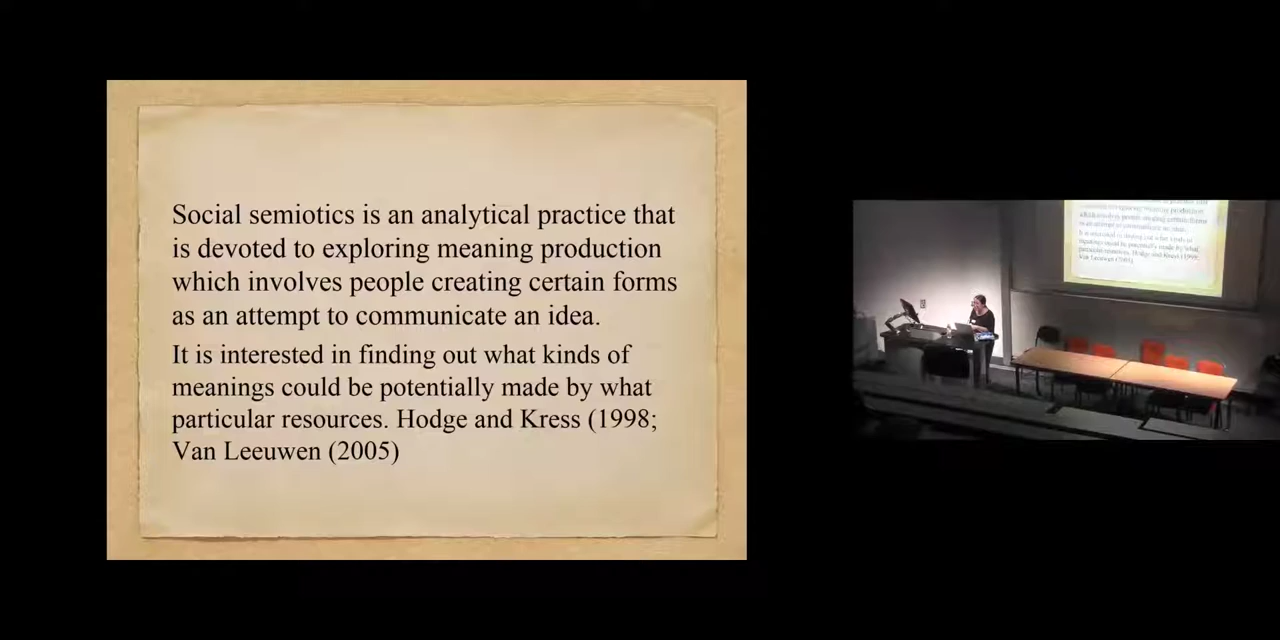 Social semiotics is an analytical practice that
is devoted to exploring meaning production
which involves people creating certain forms
as an attempt to communicate an idea.
It is interested in finding out what kinds of
meanings could be potentially made by what
particular resources. Hodge and Kress (1998;
Van Leeuwen (2005)